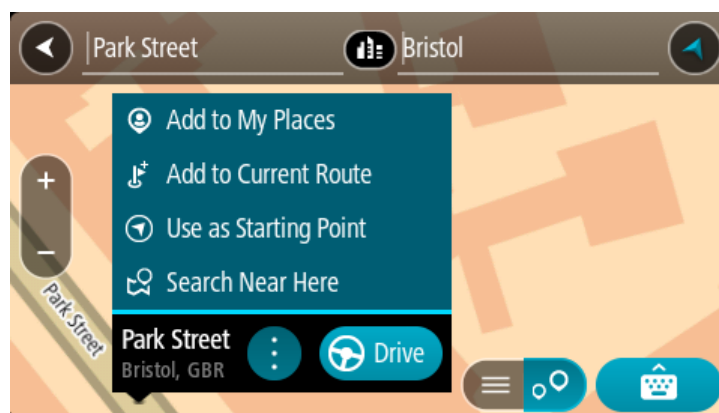 Park Street
Bristol
Add to My Places
Add to Current Route
Use as Starting Point
Search Near Here
+
−
Park Street
Park Street
Bristol, GBR
Drive